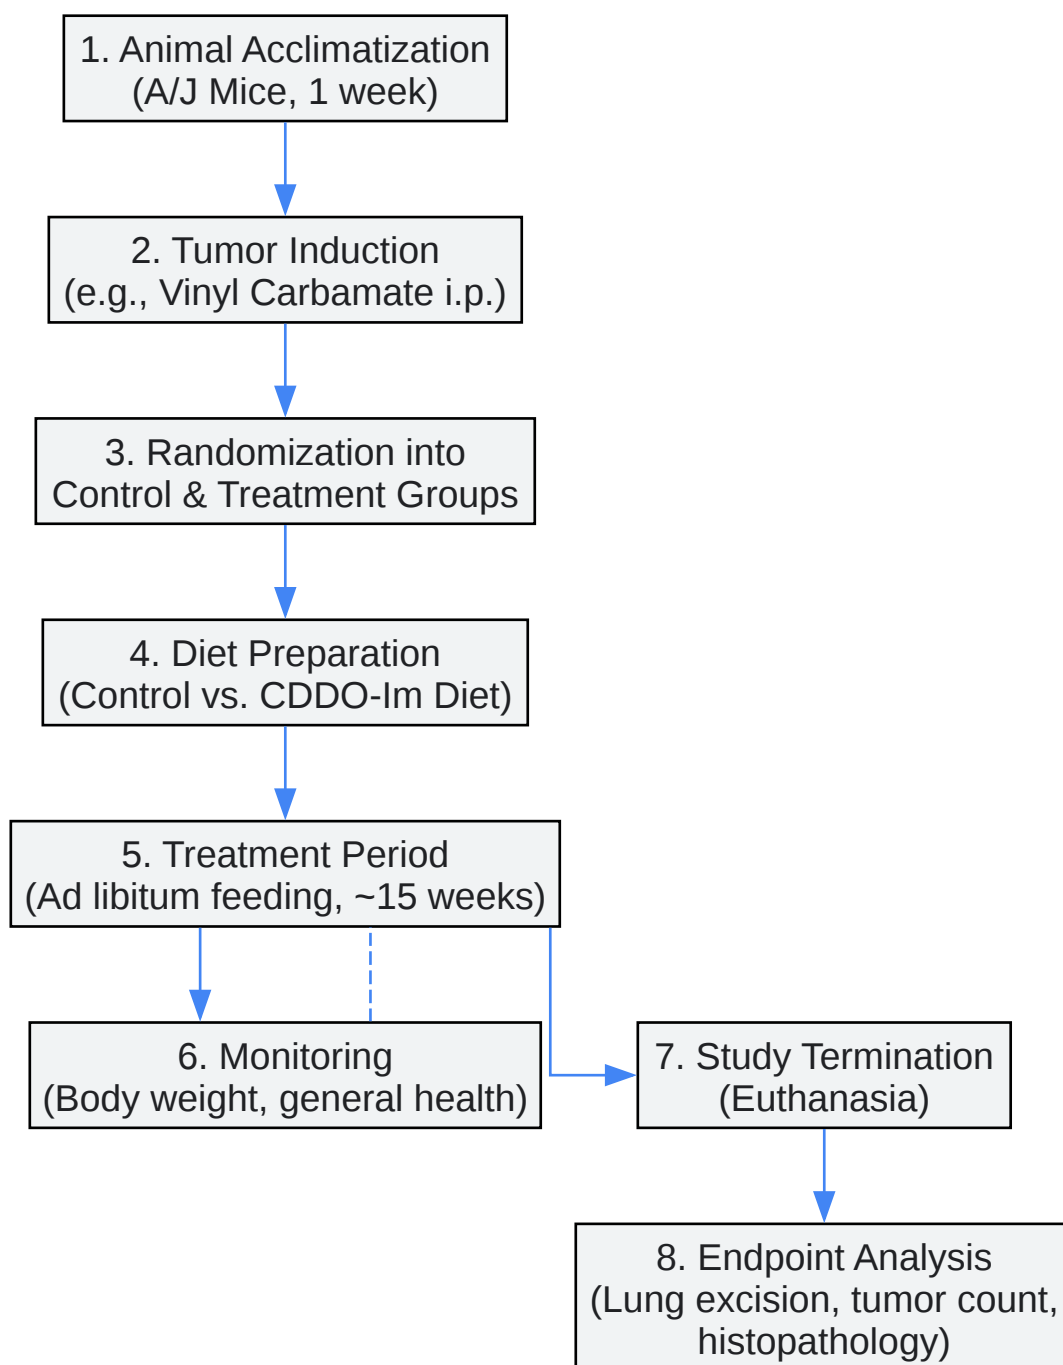 1. Animal Acclimatization
(A/J Mice, 1 week)
2. Tumor Induction
(e.g., Vinyl Carbamate i.p.)
3. Randomization into
Control & Treatment Groups
4. Diet Preparation
(Control vs. CDDO-Im Diet)
5. Treatment Period
(Ad libitum feeding, ~15 weeks)
6. Monitoring
(Body weight, general health)
7. Study Termination
(Euthanasia)
8. Endpoint Analysis
(Lung excision, tumor count,
histopathology)